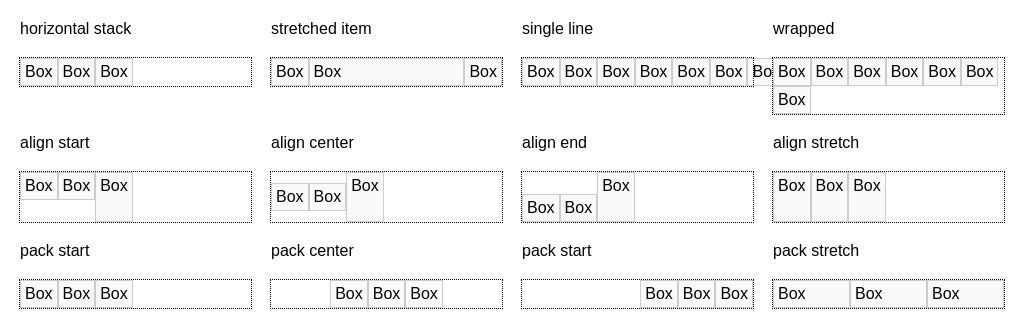 horizontal stack
Box Box Box
stretched item
Box Box Box
single line
Box Box Box Box Box Box Bo
wrapped
Box Box Box Box Box Box
Box
align start
Box Box Box
align center
Box Box Box
align end
Box Box Box
align stretch
Box Box Box
pack start
Box Box Box
pack center
Box Box Box
pack start
Box Box Box
pack stretch
Box Box Box